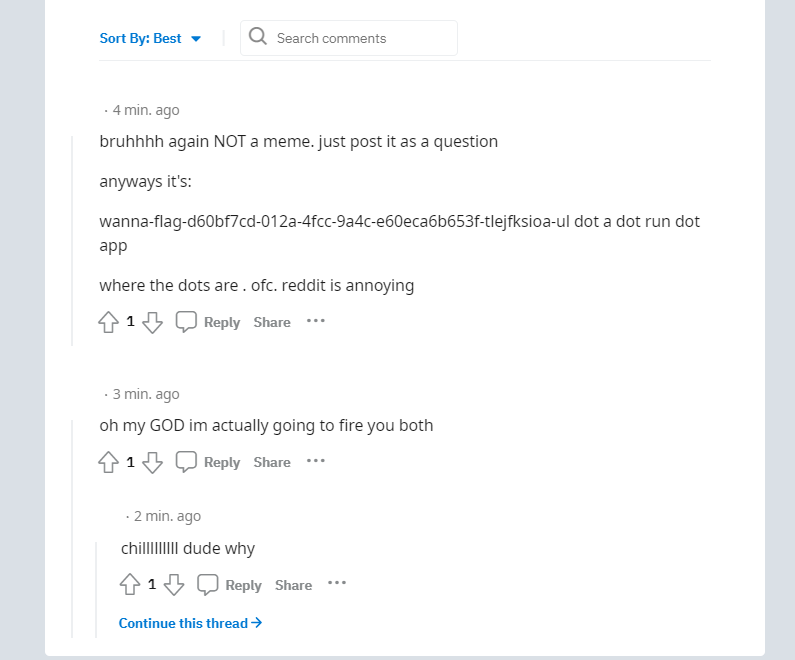 Sort By: Best
Search comments
· 4 min. ago
bruhhhh again NOT a meme. just post it as a question
anyways it's:
wanna-flag-d60bf7cd-012a-4fcc-9a4c-e60eca6b653f-tlejfksioa-ul dot a dot run dot
app
where the dots are . ofc. reddit is annoying
1 Reply Share ...
· 3 min. ago
oh my GOD im actually going to fire you both
1 Reply Share ...
· 2 min. ago
chillllllllll dude why
1 Reply Share ...
Continue this thread→